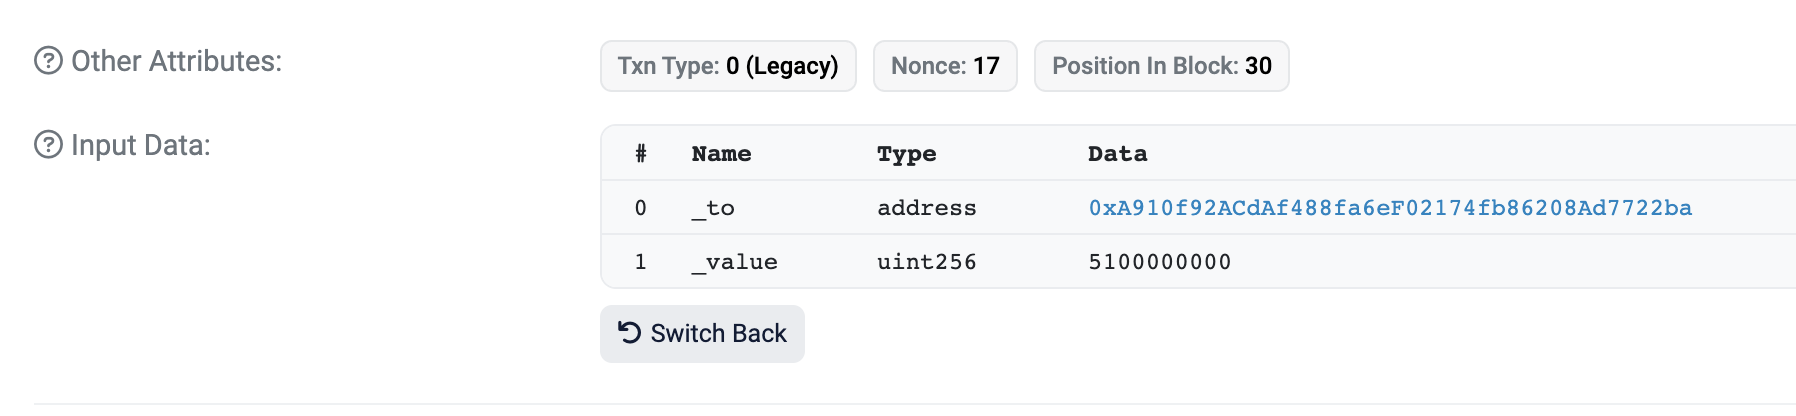 Other Attributes: Txn Type: 0 (Legacy) Nonce: 17 Position In Block: 30
Input Data:
# Name Type Data
0 _to address 0xA910f92ACdAf488fa6eF02174fb86208Ad7722ba
1 _value uint256 5100000000
Switch Back